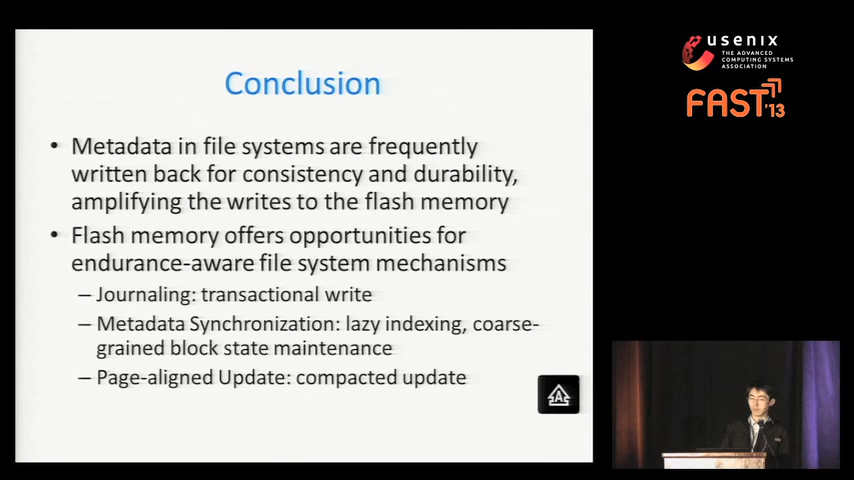 Conclusion
• Metadata in file systems are frequently
written back for consistency and durability,
amplifying the writes to the flash memory
• Flash memory offers opportunities for
endurance-aware file system mechanisms
– Journaling: transactional write
– Metadata Synchronization: lazy indexing, coarse-
grained block state maintenance
– Page-aligned Update: compacted update
A
usenix
THE ADVANCED
COMPUTING SYSTEMS
ASSOCIATION
FAST '13